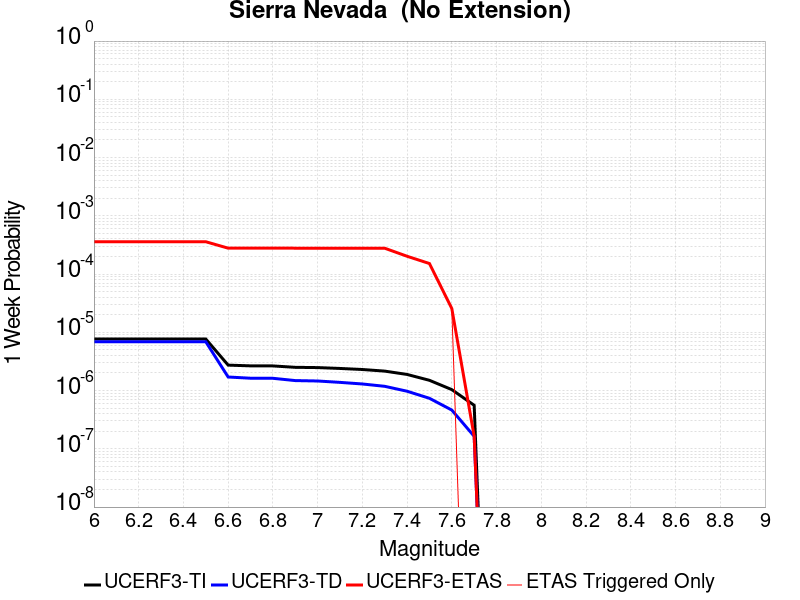 Sierra Nevada  (No Extension)
10^0
10^-1
10^-2
10^-3
10^-4
10^-5
10^-6
10^-7
10^-8
1 Week Probability
6 6.2 6.4 6.6 6.8 7 7.2 7.4 7.6 7.8 8 8.2 8.4 8.6 8.8 9
Magnitude
UCERF3-TI UCERF3-TD UCERF3-ETAS ETAS Triggered Only